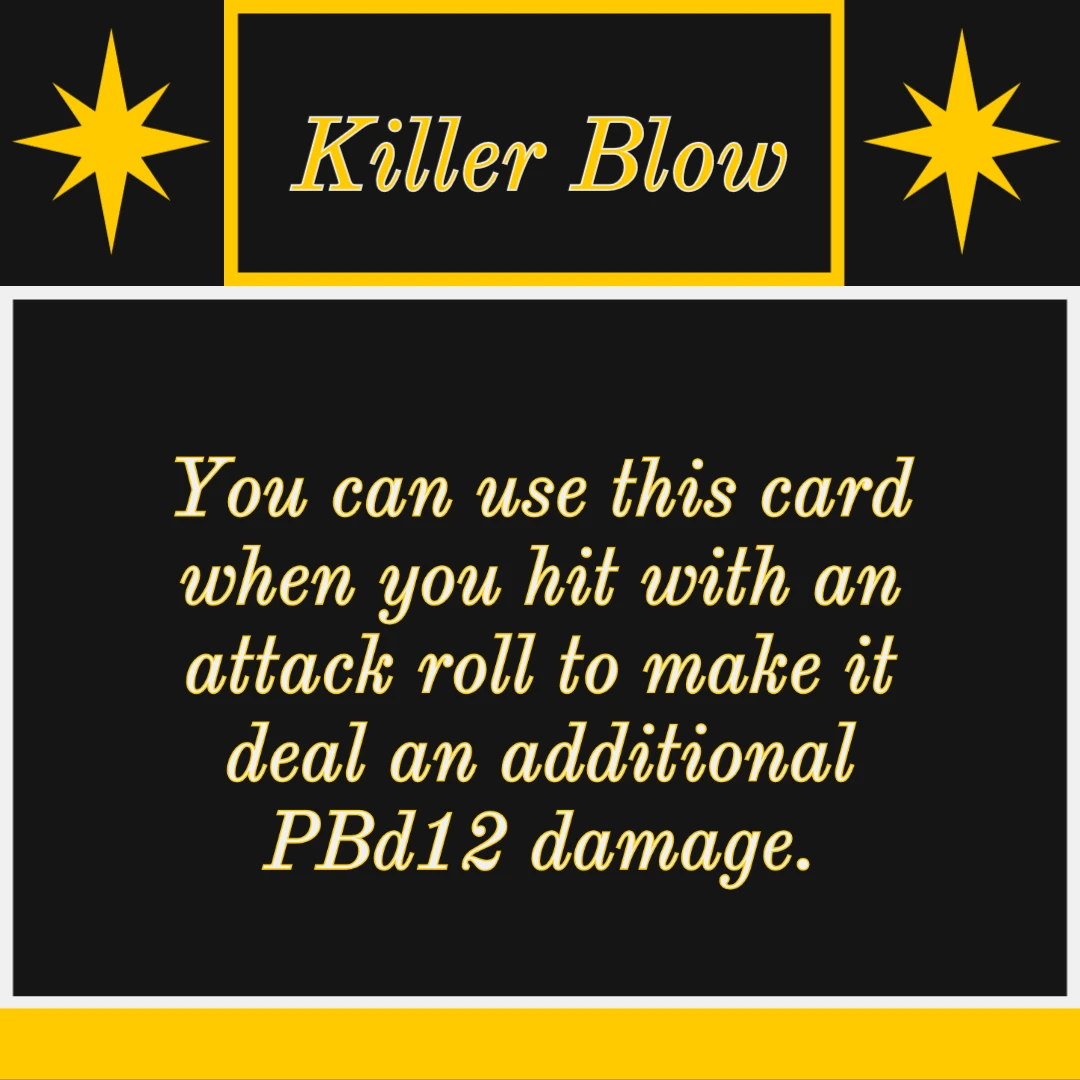 Killer Blow
You can use this card
when you hit with an
attack roll to make it
deal an additional
PBd12 damage.